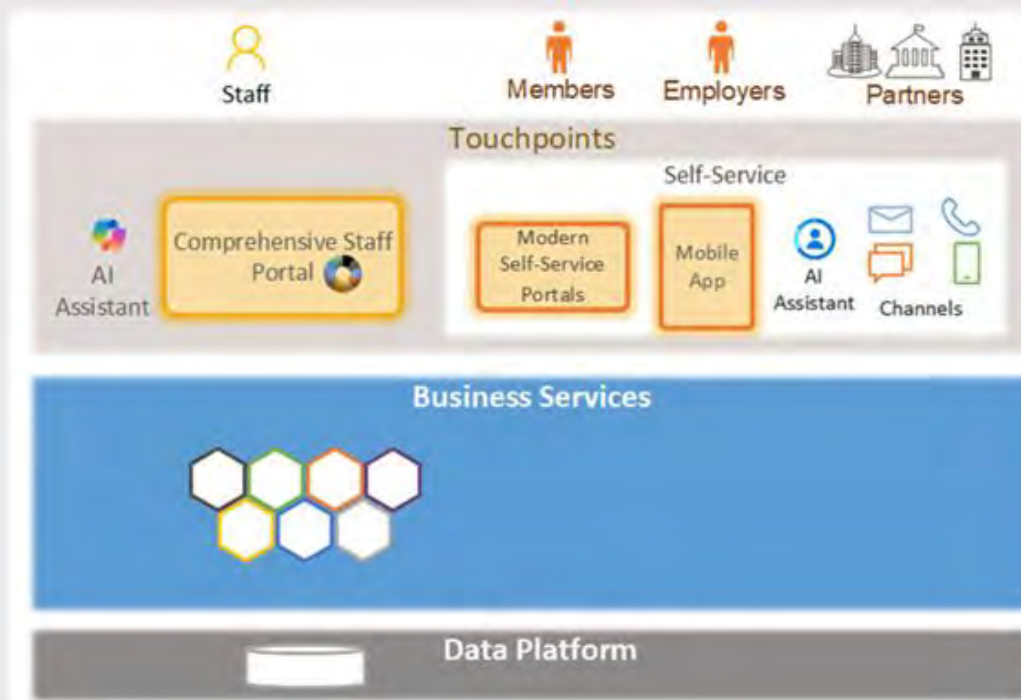 Staff
Members
Employers
Partners
Touchpoints
Self-Service
AI
Assistant
Comprehensive Staff
Portal
Modern
Self-Service
Portals
Mobile
App
AI
Assistant
Channels
Business Services
Data Platform